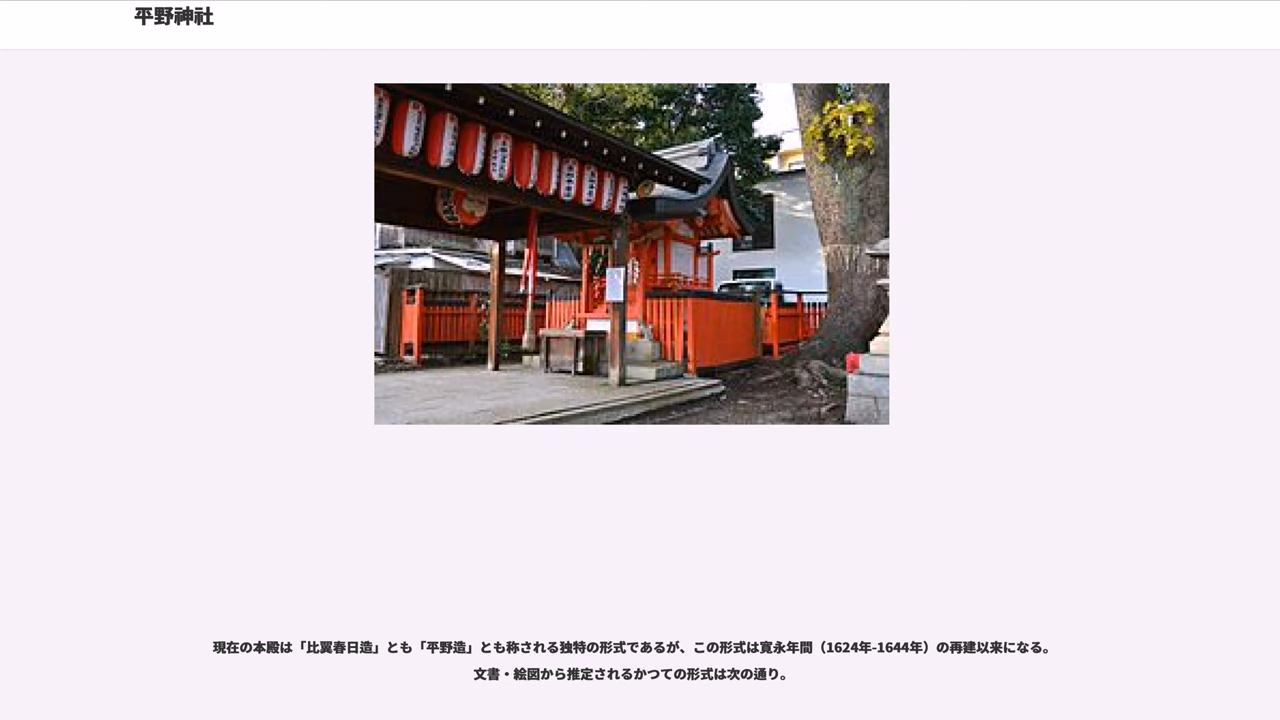 平野神社
現在の本殿は「比翼春日造」とも「平野造」とも称される独特の形式であるが、この形式は寛永年間（1624年-1644年）の再建以来になる。
文書・絵図から推定されるかつての形式は次の通り。